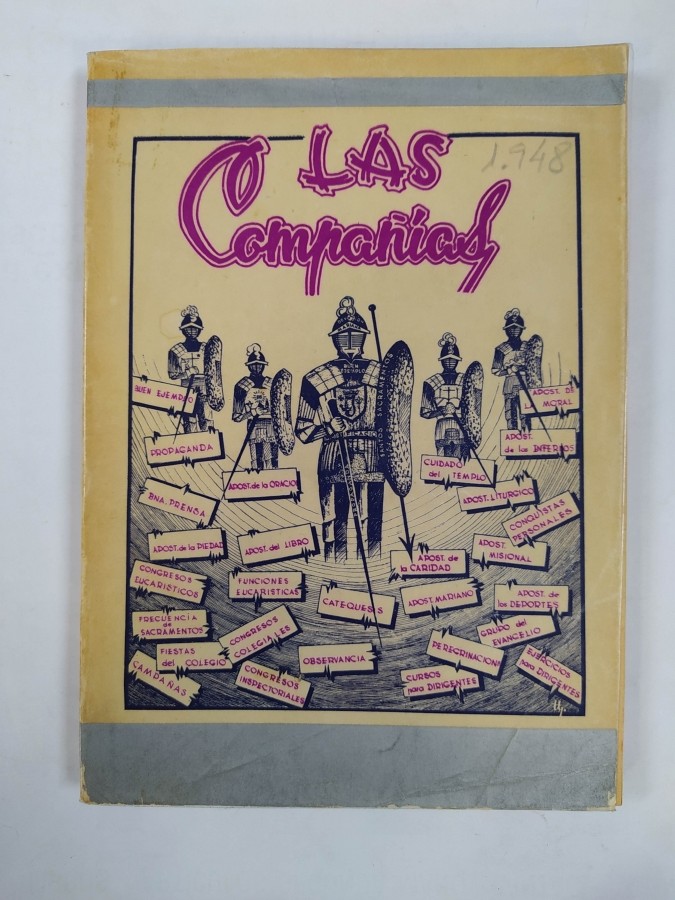 LAS
Compañías
1.948
BUEN EJEMPLO
PROPAGANDA
BNA. PRENSA
APOST. de la ORACION
APOST. de la PIEDAD
APOST. del LIBRO
CONGRESOS
EUCARISTICOS
FUNCIONES
EUCARISTICAS
FRECUENCIA
de
SACRAMENTOS
FIESTAS
del COLEGIO
CONGRESOS
COLEGIALES
CAMPAÑAS
CONGRESOS
INSPECTORIALES
CATEQUESIS
OBSERVANCIA
APOST. DE
LA MORAL
APOST.
de los INFERNOS
CUIDADO
del TEMPLO
APOST. LITURGICO
CONQUISTAS
PERSONALES
APOST. de
la CARIDAD
APOST.
MISIONAL
APOST. MARIANO
APOST. de
los DEPORTES
GRUPO del
EVANGELIO
PEREGRINACIONS
CURSOS
para DIRIGENTES
EJERCICIOS
para DIRIGENTES